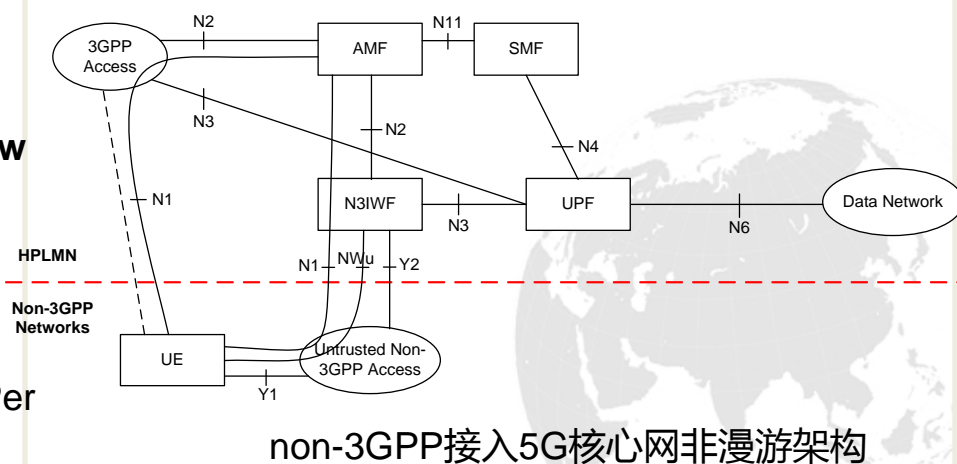 N2
N11
3GPP
Access
AMF
SMF
N3
N2
N4
w
N1
N3IWF
N3
UPF
N6
Data Network
HPLMN
N1
NWu
Y2
Non-3GPP
Networks
UE
Untrusted Non-
3GPP Access
Y1
Per
non-3GPP接入5G核心网非漫游架构